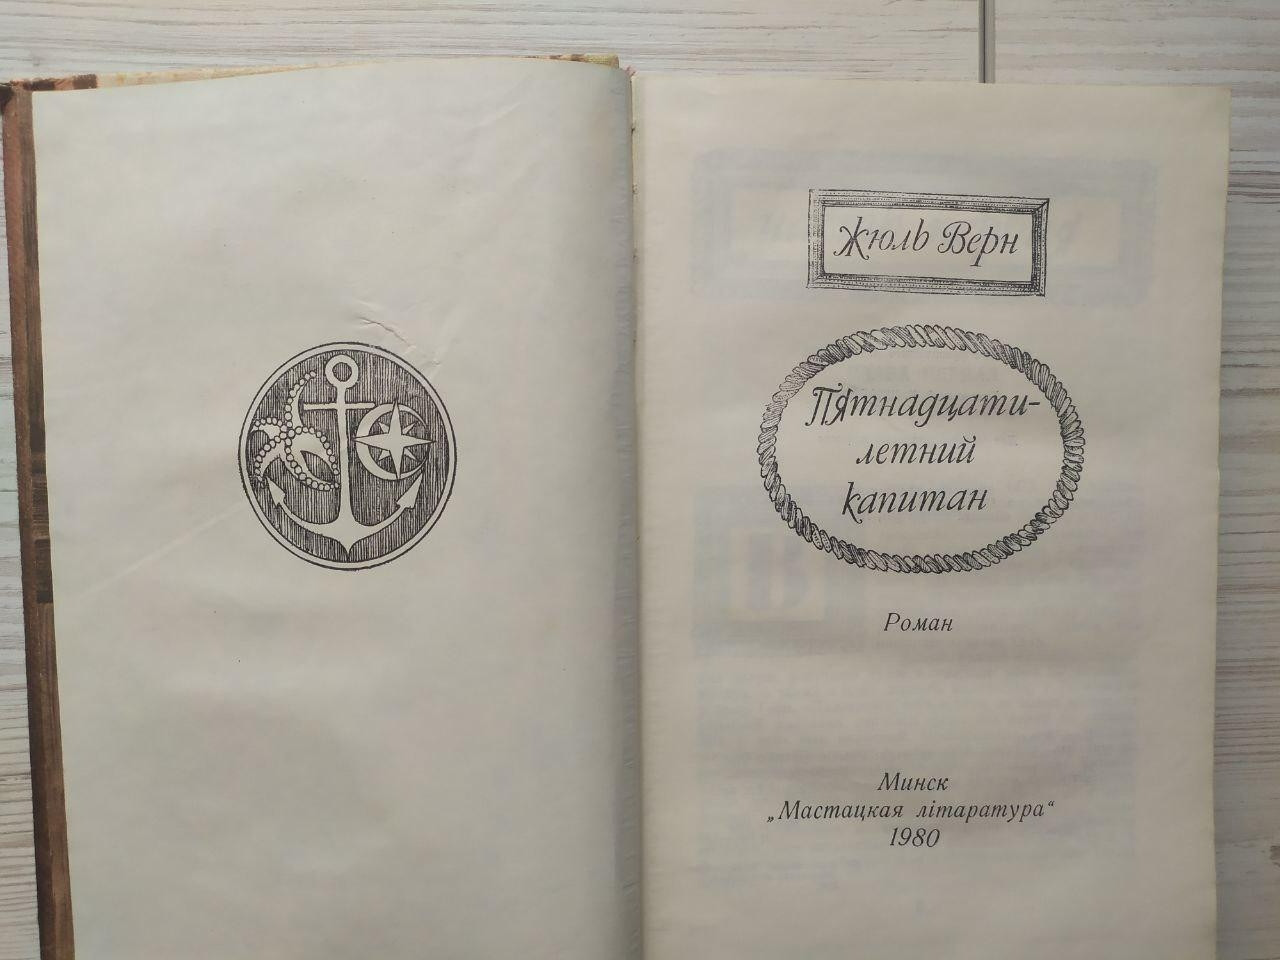 Жюль Верн
Пятнадцати-
летний
капитан
Роман
Минск
„Мастацкая літаратура“
1980